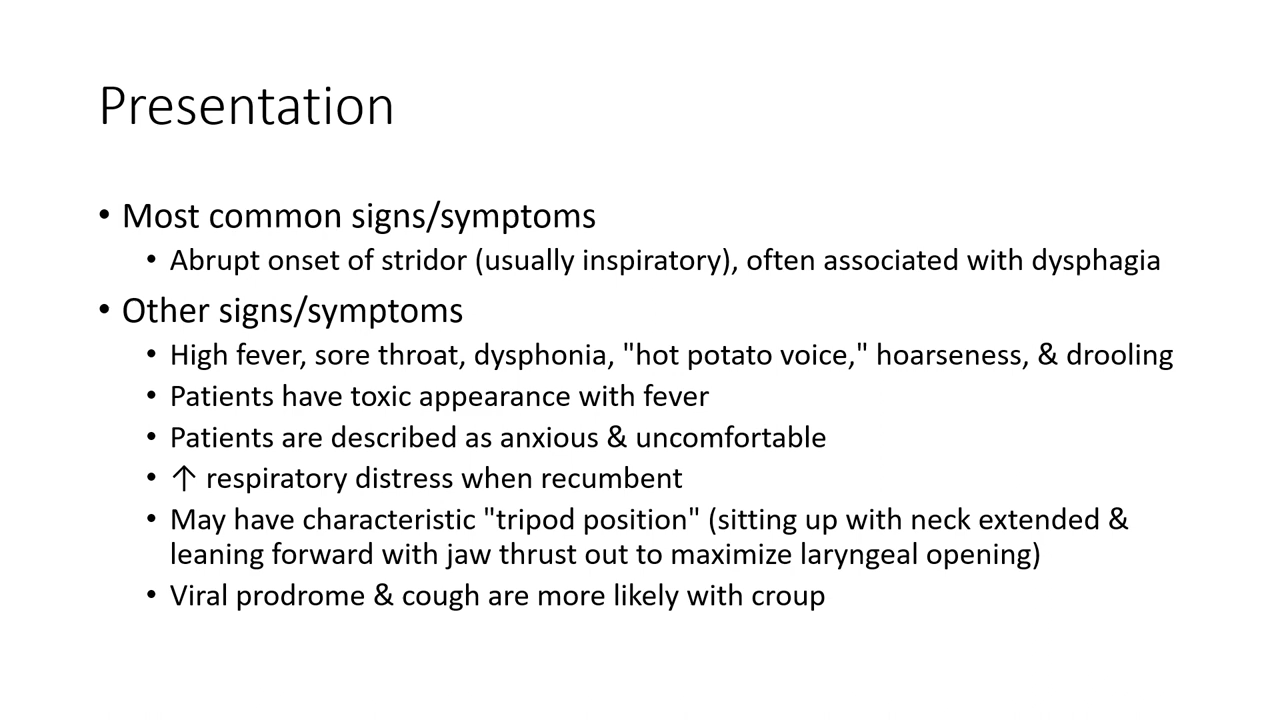 Presentation
• Most common signs/symptoms
• Abrupt onset of stridor (usually inspiratory), often associated with dysphagia
• Other signs/symptoms
• High fever, sore throat, dysphonia, "hot potato voice," hoarseness, & drooling
• Patients have toxic appearance with fever
• Patients are described as anxious & uncomfortable
• ↑ respiratory distress when recumbent
• May have characteristic "tripod position" (sitting up with neck extended &
leaning forward with jaw thrust out to maximize laryngeal opening)
• Viral prodrome & cough are more likely with croup